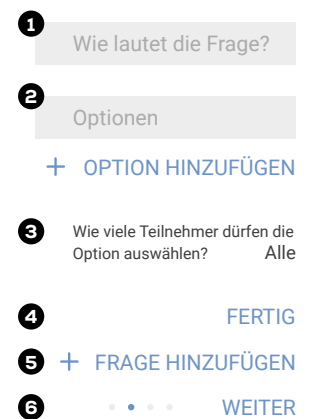 1
Wie lautet die Frage?
2
Optionen
+ OPTION HINZUFÜGEN
3
Wie viele Teilnehmer dürfen die
Option auswählen? Alle
4
FERTIG
5
+ FRAGE HINZUFÜGEN
6
WEITER